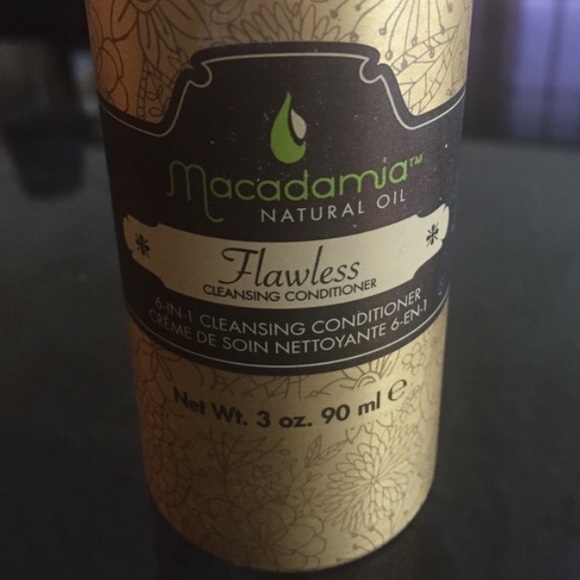 Macadamia™
NATURAL OIL
Flawless
CLEANSING CONDITIONER
6-IN-1 CLEANSING CONDITIONER
CRÈME DE SOIN NETTOYANTE 6-EN-1
Net Wt. 3 oz. 90 ml ℮